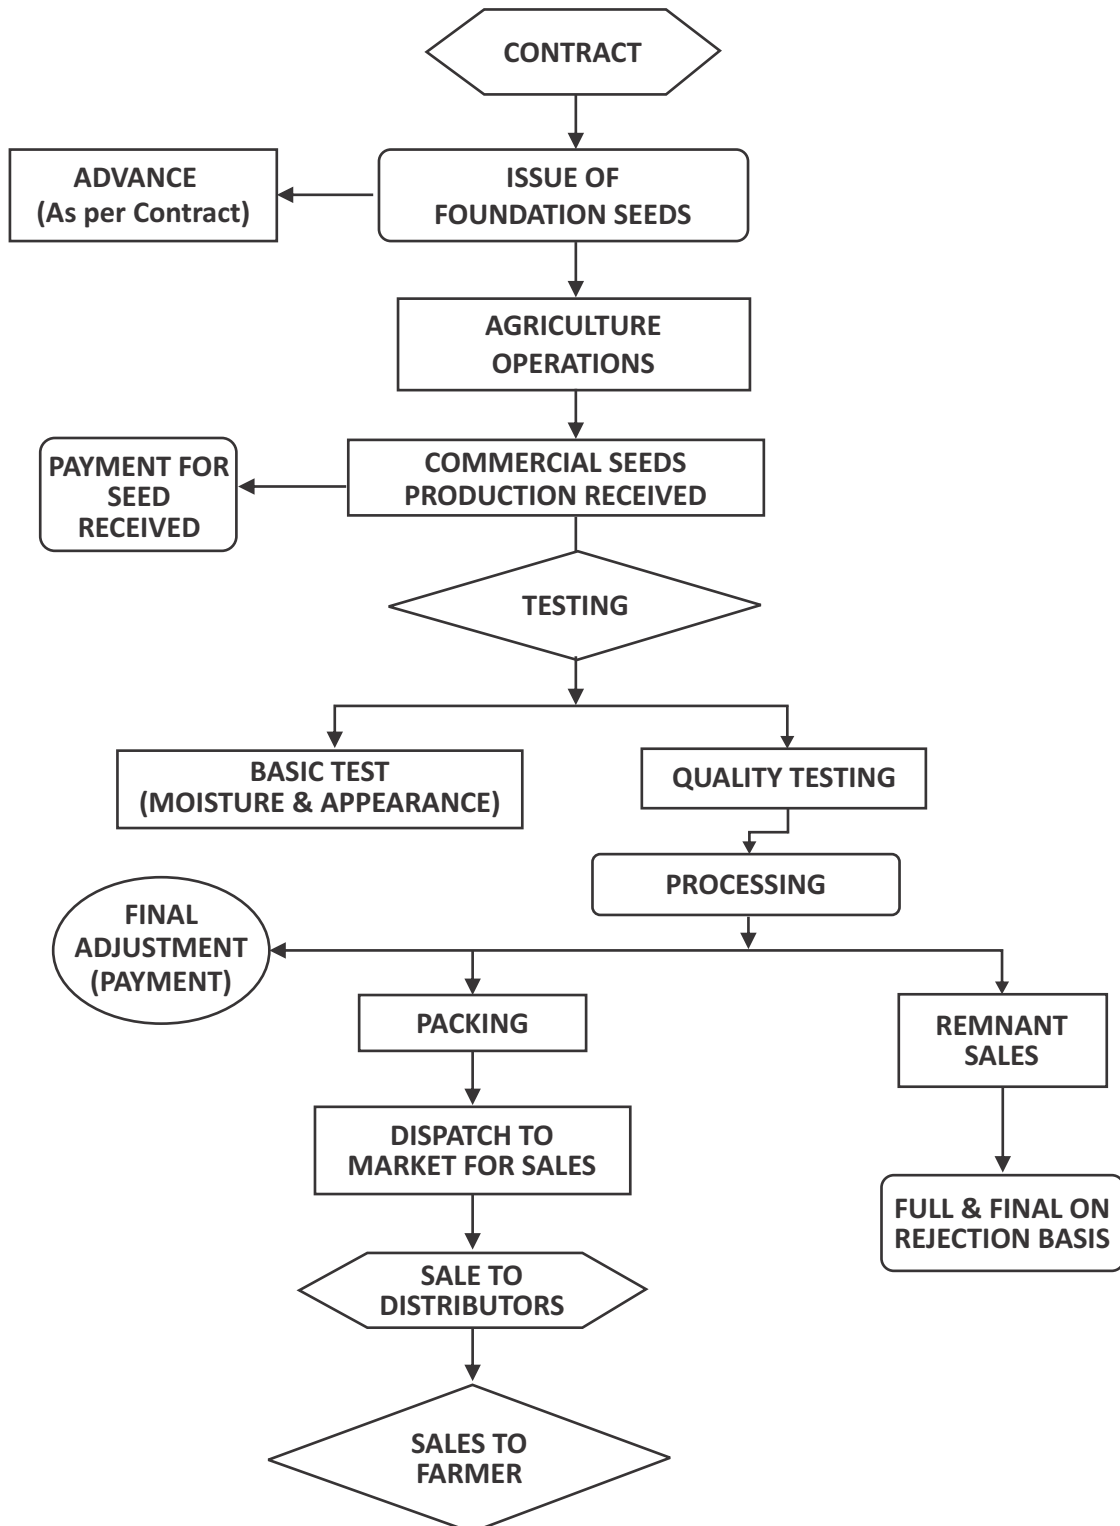 CONTRACT
ADVANCE
(As per Contract)
ISSUE OF
FOUNDATION SEEDS
AGRICULTURE
OPERATIONS
PAYMENT FOR
SEED
RECEIVED
COMMERCIAL SEEDS
PRODUCTION RECEIVED
TESTING
BASIC TEST
(MOISTURE & APPEARANCE)
QUALITY TESTING
PROCESSING
FINAL
ADJUSTMENT
(PAYMENT)
PACKING
REMNANT
SALES
DISPATCH TO
MARKET FOR SALES
FULL & FINAL ON
REJECTION BASIS
SALE TO
DISTRIBUTORS
SALES TO
FARMER